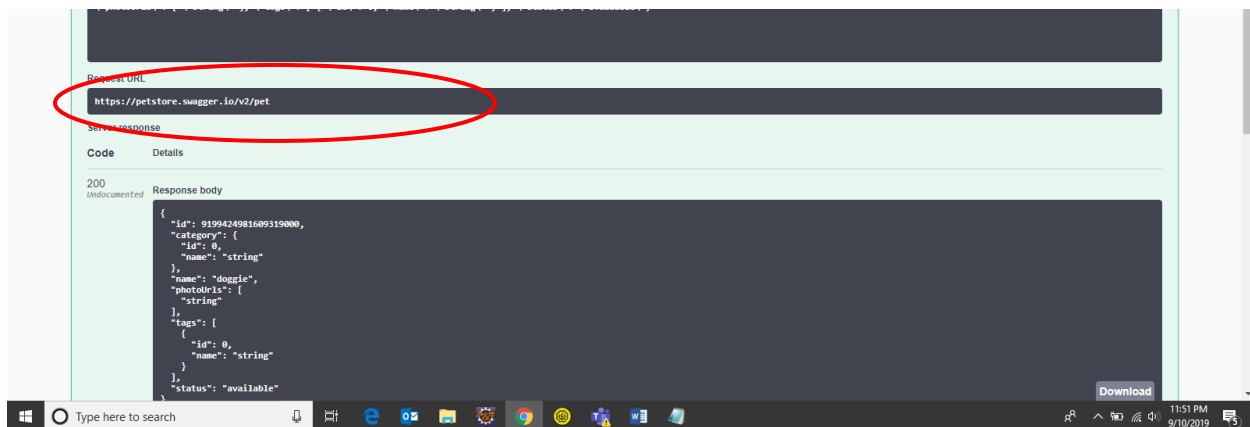 Request URL
https://petstore.swagger.io/v2/pet
Server response
Code Details
200
Undocumented
Response body
{
"id": 9199424981609319000,
"category": {
"id": 0,
"name": "string"
},
"name": "doggie",
"photoUrls": [
"string"
],
"tags": [
{
"id": 0,
"name": "string"
}
],
"status": "available"
}
Download
Type here to search
11:51 PM
9/10/2019
5